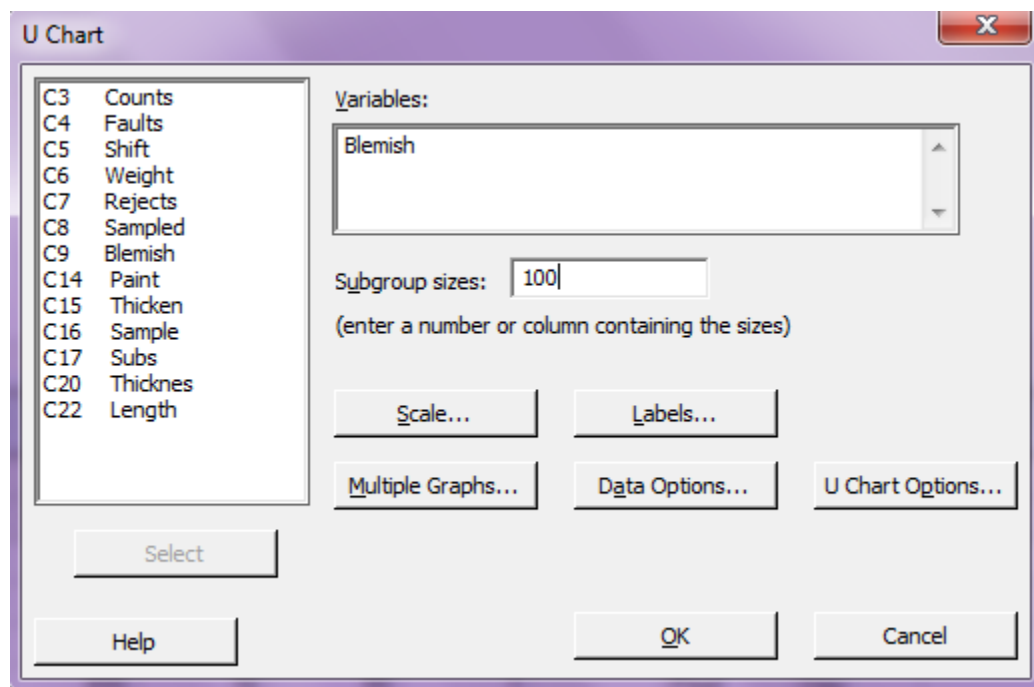 U Chart
X
C3 Counts
C4 Faults
C5 Shift
C6 Weight
C7 Rejects
C8 Sampled
C9 Blemish
C14 Paint
C15 Thicken
C16 Sample
C17 Subs
C20 Thicknes
C22 Length
Select
Help
Variables:
Blemish
Subgroup sizes: 100
(enter a number or column containing the sizes)
Scale... Labels...
Multiple Graphs... Data Options... U Chart Options...
OK Cancel